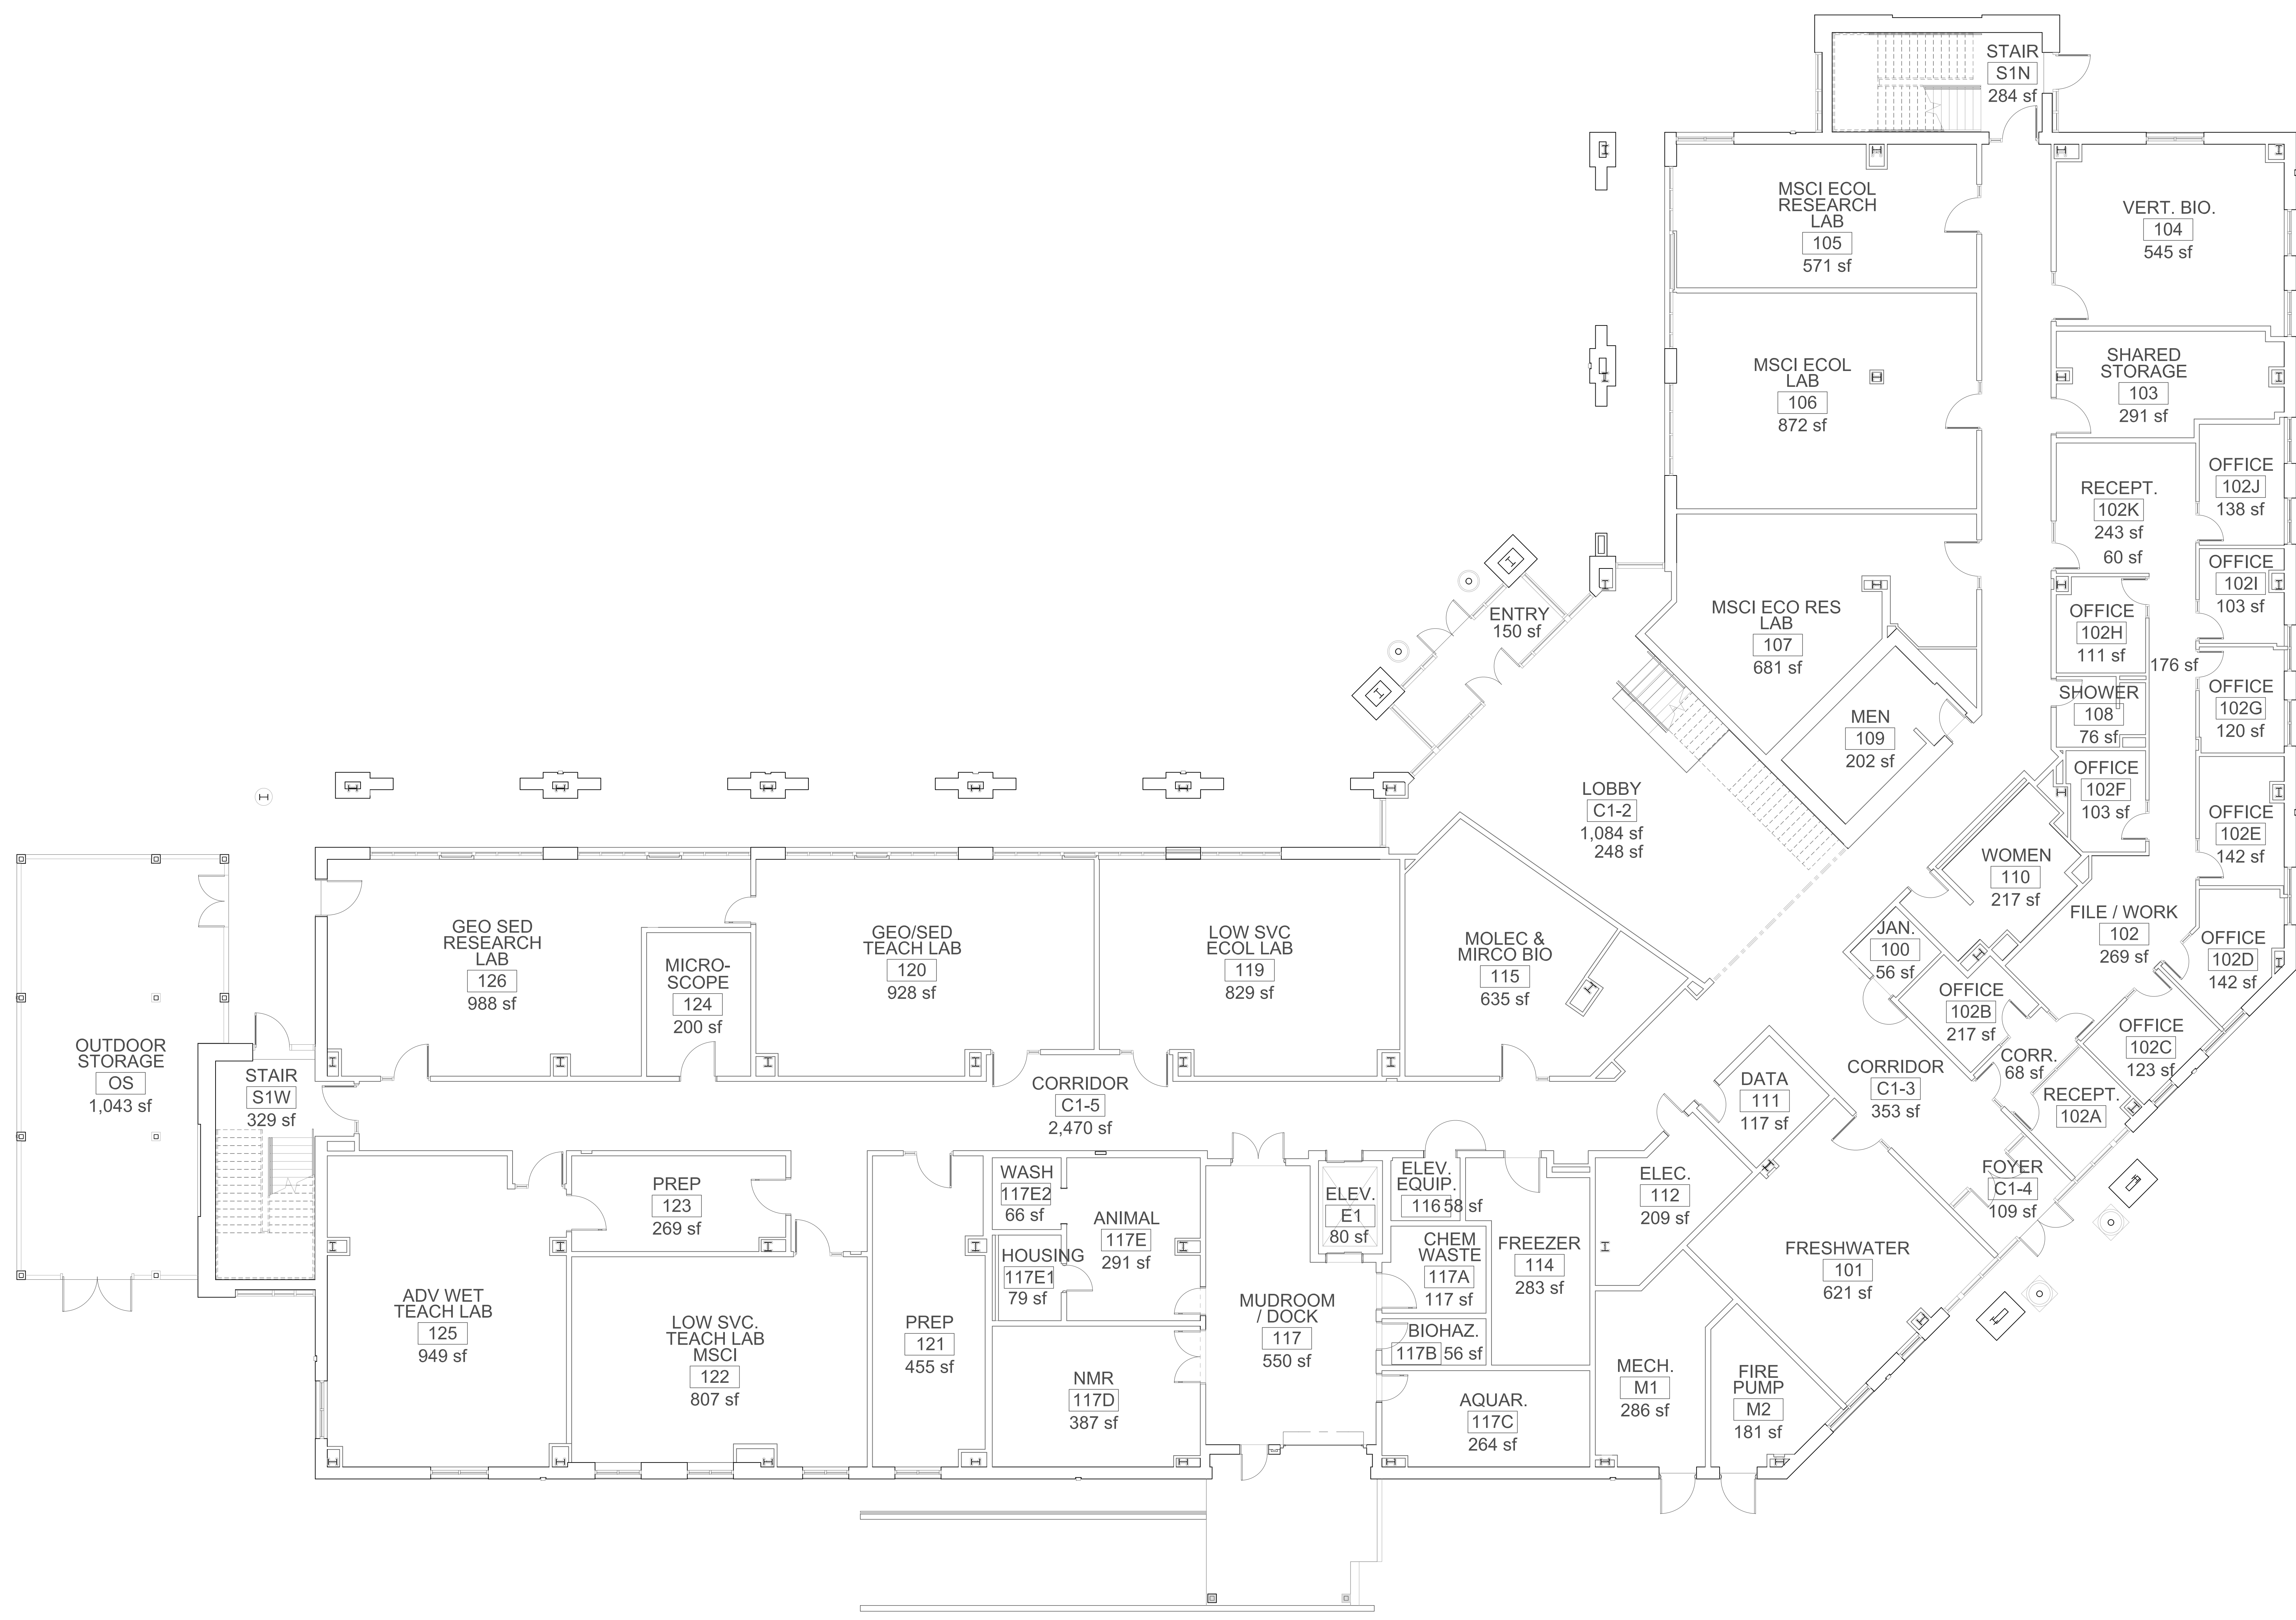 STAIR
S1N
284 sf
MSCI ECOL
RESEARCH
LAB
105
571 sf
VERT. BIO.
104
545 sf
MSCI ECOL
LAB
106
872 sf
SHARED
STORAGE
103
291 sf
RECEPT.
102K
243 sf
60 sf
OFFICE
102J
138 sf
OFFICE
102I
103 sf
OFFICE
102H
111 sf
176 sf
ENTRY
150 sf
MSCI ECO RES
LAB
107
681 sf
SHOWER
108
76 sf
OFFICE
102G
120 sf
MEN
109
202 sf
OFFICE
102F
103 sf
OFFICE
102E
142 sf
LOBBY
C1-2
1,084 sf
248 sf
WOMEN
110
217 sf
FILE / WORK
102
269 sf
OFFICE
102D
142 sf
JAN.
100
56 sf
OFFICE
102B
217 sf
OFFICE
102C
123 sf
CORR.
68 sf
RECEPT.
102A
CORRIDOR
C1-3
353 sf
FOYER
C1-4
109 sf
GEO SED
RESEARCH
LAB
126
988 sf
MICRO-
SCOPE
124
200 sf
GEO/SED
TEACH LAB
120
928 sf
LOW SVC
ECOL LAB
119
829 sf
MOLEC &
MIRCO BIO
115
635 sf
OUTDOOR
STORAGE
OS
1,043 sf
STAIR
S1W
329 sf
CORRIDOR
C1-5
2,470 sf
DATA
111
117 sf
ELEC.
112
209 sf
FRESHWATER
101
621 sf
PREP
123
269 sf
WASH
117E2
66 sf
ANIMAL
117E
291 sf
HOUSING
117E1
79 sf
ELEV.
E1
80 sf
ELEV.
EQUIP.
116 58 sf
CHEM
WASTE
117A
117 sf
FREEZER
114
283 sf
ADV WET
TEACH LAB
125
949 sf
LOW SVC.
TEACH LAB
MSCI
122
807 sf
PREP
121
455 sf
NMR
117D
387 sf
MUDROOM
/ DOCK
117
550 sf
BIOHAZ.
117B 56 sf
AQUAR.
117C
264 sf
MECH.
M1
286 sf
FIRE
PUMP
M2
181 sf